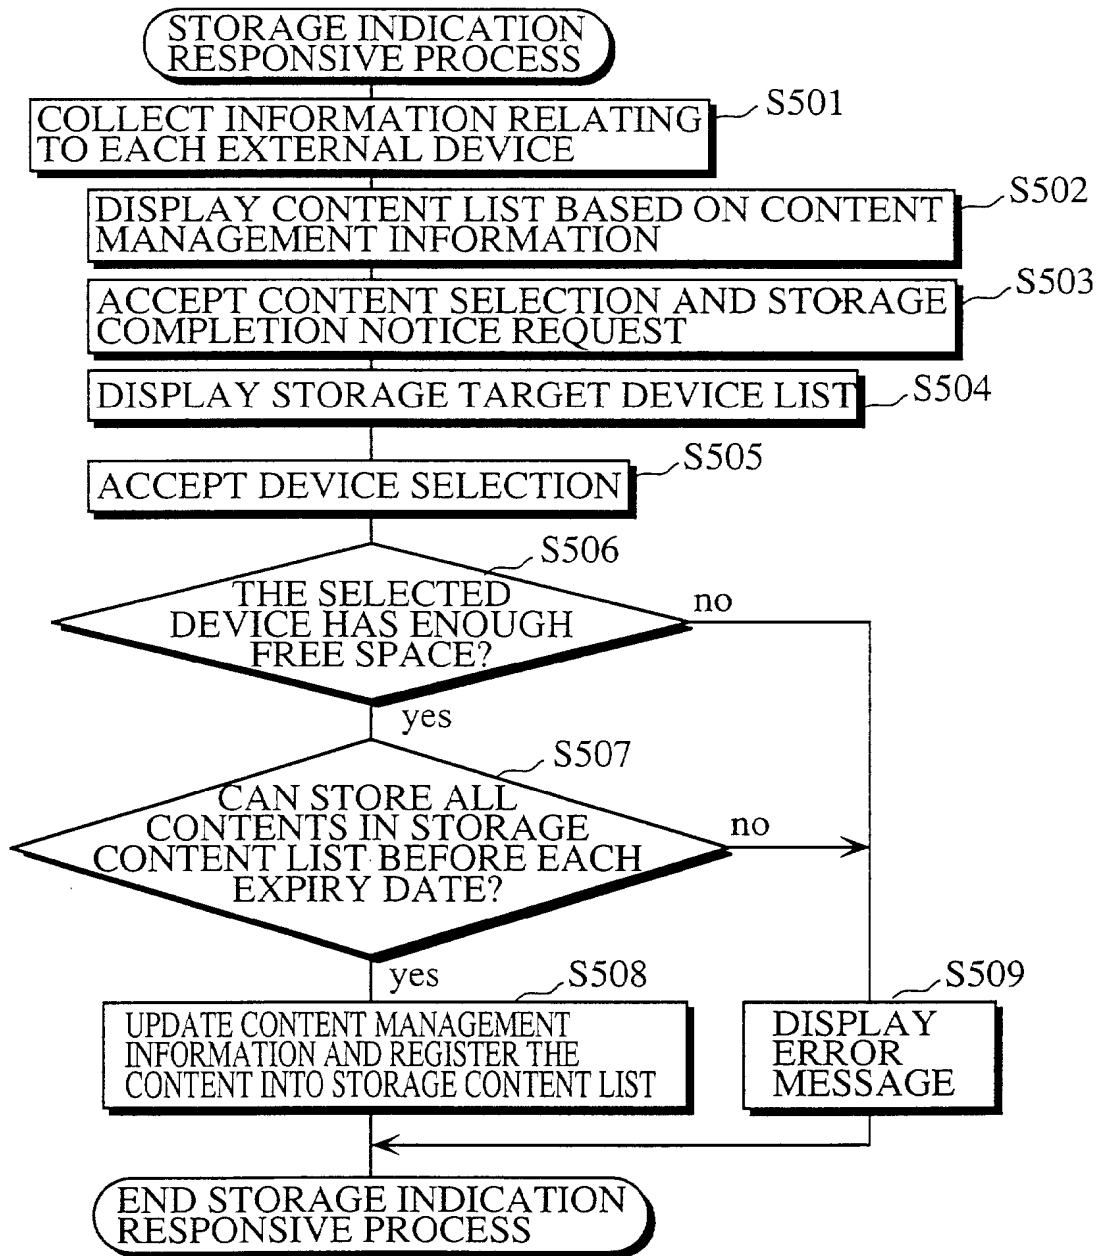 STORAGE INDICATION
RESPONSIVE PROCESS
S501
COLLECT INFORMATION RELATING
TO EACH EXTERNAL DEVICE
S502
DISPLAY CONTENT LIST BASED ON CONTENT
MANAGEMENT INFORMATION
S503
ACCEPT CONTENT SELECTION AND STORAGE
COMPLETION NOTICE REQUEST
S504
DISPLAY STORAGE TARGET DEVICE LIST
S505
ACCEPT DEVICE SELECTION
S506
THE SELECTED
DEVICE HAS ENOUGH
FREE SPACE?
no
yes
S507
CAN STORE ALL
CONTENTS IN STORAGE
CONTENT LIST BEFORE EACH
EXPIRY DATE?
no
yes
S508
UPDATE CONTENT MANAGEMENT
INFORMATION AND REGISTER THE
CONTENT INTO STORAGE CONTENT LIST
S509
DISPLAY
ERROR
MESSAGE
END STORAGE INDICATION
RESPONSIVE PROCESS